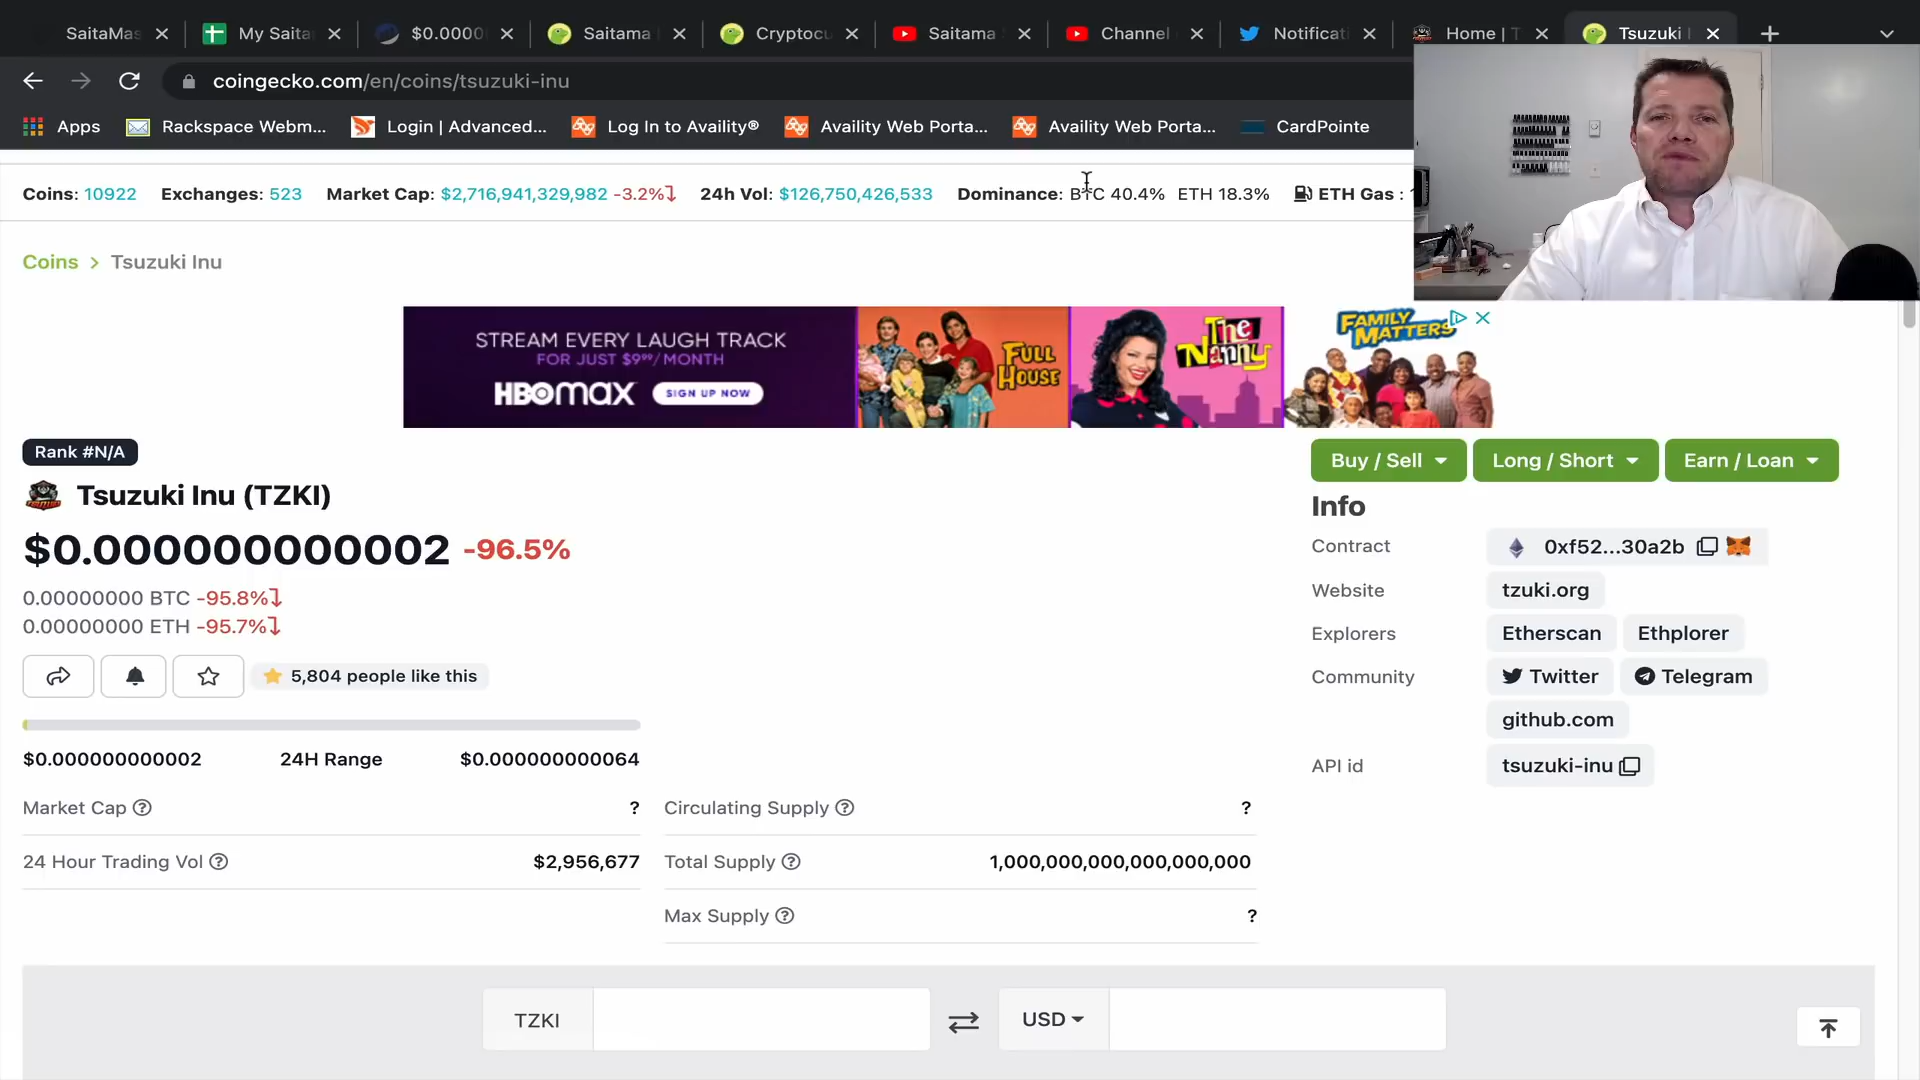 SaitaMas
My Saita
$0.0000
Saitama
Cryptocu
Saitama
Channel
Notificati
Home | T
Tsuzuki I
coingecko.com/en/coins/tsuzuki-inu
Apps
Rackspace Webm...
Login | Advanced...
Log In to Availity®
Availity Web Porta...
Availity Web Porta...
CardPointe
Coins: 10922 Exchanges: 523 Market Cap: $2,716,941,329,982 -3.2% 24h Vol: $126,750,426,533 Dominance: BTC 40.4% ETH 18.3% ETH Gas :
Coins > Tsuzuki Inu
STREAM EVERY LAUGH TRACK
FOR JUST $9⁹⁹/MONTH
HBOMAX SIGN UP NOW
FULL
HOUSE
The
Nanny
FAMILY
MATTERS
Rank #N/A
Tsuzuki Inu (TZKI)
$0.000000000002 -96.5%
0.00000000 BTC -95.8%
0.00000000 ETH -95.7%
5,804 people like this
$0.000000000002 24H Range $0.000000000064
Market Cap ?
24 Hour Trading Vol $2,956,677
Circulating Supply ?
Total Supply 1,000,000,000,000,000,000
Max Supply ?
Buy / Sell Long / Short Earn / Loan
Info
Contract 0xf52...30a2b
Website tzuki.org
Explorers Etherscan Ethplorer
Community Twitter Telegram
github.com
API id tsuzuki-inu
TZKI
USD